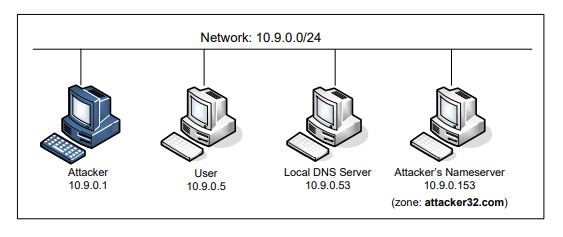 Network: 10.9.0.0/24
Attacker
10.9.0.1
User
10.9.0.5
Local DNS Server
10.9.0.53
Attacker's Nameserver
10.9.0.153
(zone: attacker32.com)